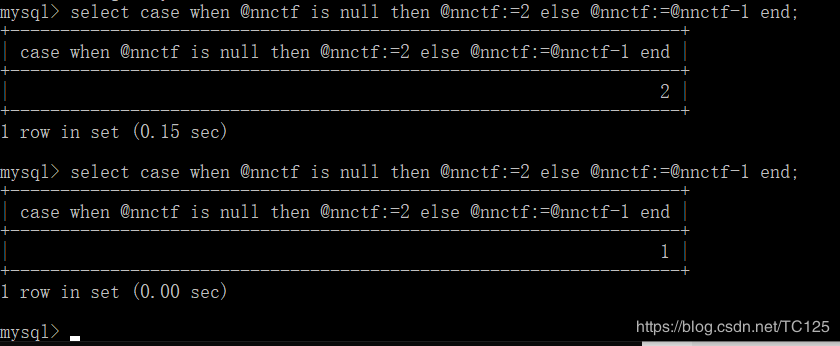 mysql> select case when @nnctf is null then @nnctf:=2 else @nnctf:=@nnctf-1 end;
+------------------------------------------------------------------+
| case when @nnctf is null then @nnctf:=2 else @nnctf:=@nnctf-1 end |
+------------------------------------------------------------------+
| 2 |
+------------------------------------------------------------------+
1 row in set (0.15 sec)
mysql> select case when @nnctf is null then @nnctf:=2 else @nnctf:=@nnctf-1 end;
+------------------------------------------------------------------+
| case when @nnctf is null then @nnctf:=2 else @nnctf:=@nnctf-1 end |
+------------------------------------------------------------------+
| 1 |
+------------------------------------------------------------------+
1 row in set (0.00 sec)
mysql> _
https://blog.csdn.net/TC125